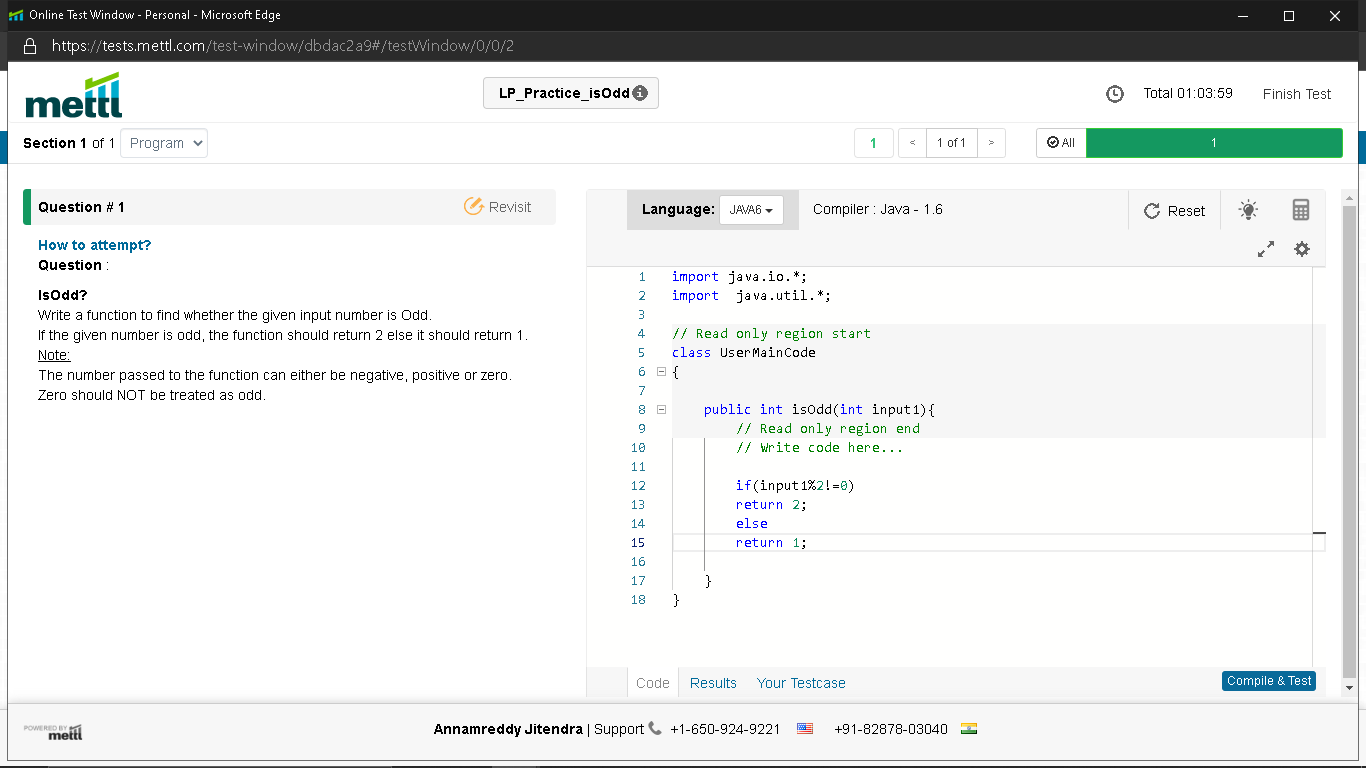 Online Test Window - Personal - Microsoft Edge
https://tests.mettl.com/test-window/dbdac2a9#/testWindow/0/0/2
mettl
LP_Practice_isOdd
Total 01:03:59
Finish Test
Section 1 of 1 Program
1
< 1 of 1 >
All
1
Question # 1
Revisit
How to attempt?
Question :
IsOdd?
Write a function to find whether the given input number is Odd.
If the given number is odd, the function should return 2 else it should return 1.
Note:
The number passed to the function can either be negative, positive or zero.
Zero should NOT be treated as odd.
Language: JAVA6
Compiler : Java - 1.6
Reset
1 import java.io.*;
2 import  java.util.*;
3
4 // Read only region start
5 class UserMainCode
6 {
7
8     public int isOdd(int input1){
9         // Read only region end
10         // Write code here...
11
12         if(input1%2!=0)
13         return 2;
14         else
15         return 1;
16
17     }
18 }
Code
Results
Your Testcase
Compile & Test
POWERED BY
mettl
Annamreddy Jitendra | Support +1-650-924-9221 +91-82878-03040